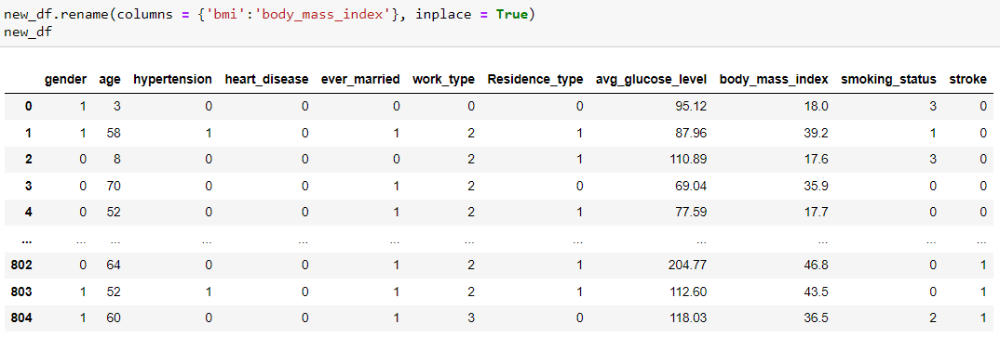 new_df.rename(columns = {'bmi':'body_mass_index'}, inplace = True)
new_df
gender age hypertension heart_disease ever_married work_type Residence_type avg_glucose_level body_mass_index smoking_status stroke
0 1 3 0 0 0 0 0 95.12 18.0 3 0
1 1 58 1 0 1 2 1 87.96 39.2 1 0
2 0 8 0 0 0 2 1 110.89 17.6 3 0
3 0 70 0 0 1 2 0 69.04 35.9 0 0
4 0 52 0 0 1 2 1 77.59 17.7 0 0
... ... ... ... ... ... ... ... ... ... ... ...
802 0 64 0 0 1 2 1 204.77 46.8 0 1
803 1 52 1 0 1 2 1 112.60 43.5 0 1
804 1 60 0 0 1 3 0 118.03 36.5 2 1